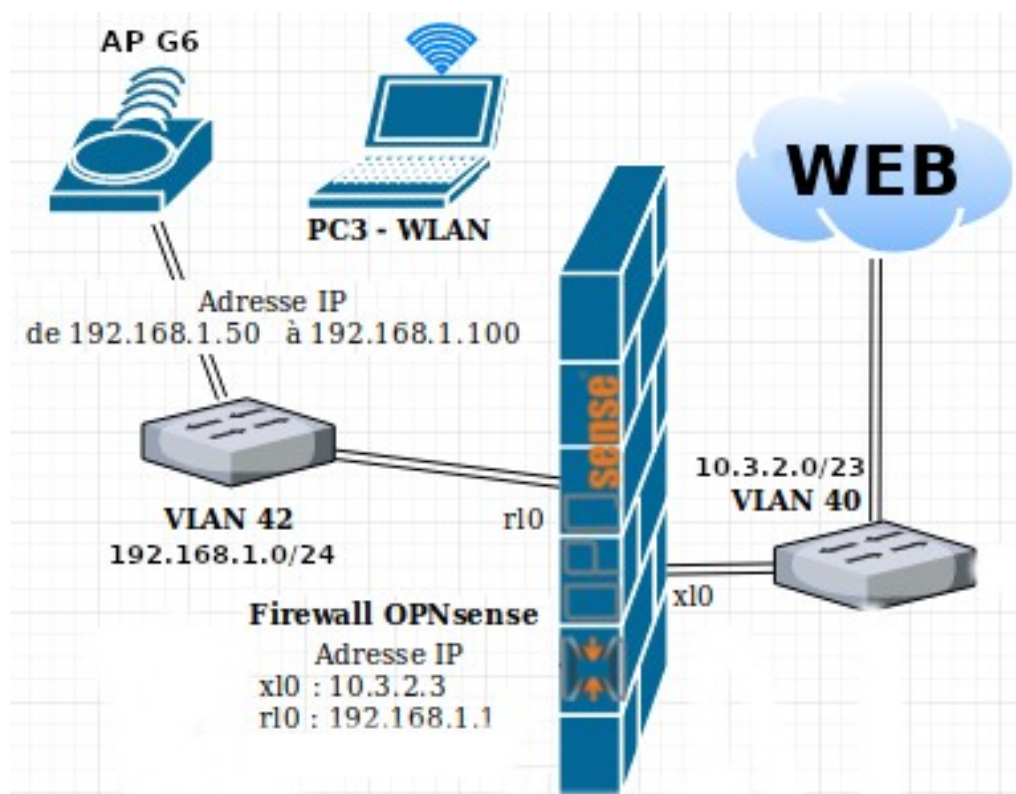 AP G6
PC3 - WLAN
WEB
Adresse IP
de 192.168.1.50 à 192.168.1.100
VLAN 42
192.168.1.0/24
rl0
OPNsense
10.3.2.0/23
VLAN 40
xl0
Firewall OPNsense
Adresse IP
xl0 : 10.3.2.3
rl0 : 192.168.1.1